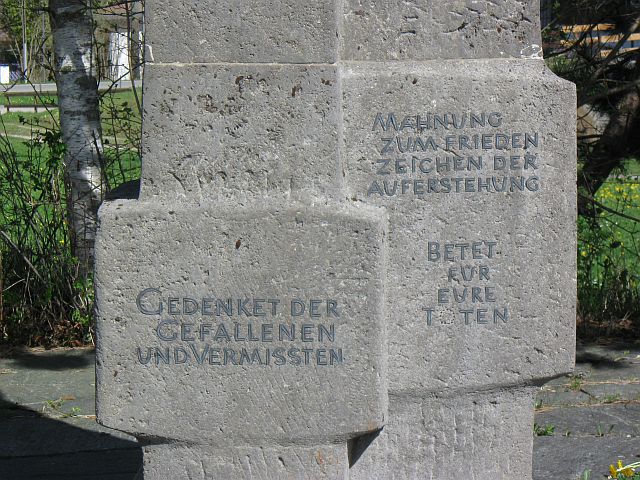 MAHNUNG
ZUM FRIEDEN
ZEICHEN DER
AUFERSTEHUNG
BETET
FÜR
EURE
TOTEN
GEDENKET DER
GEFALLENEN
UND VERMISSTEN